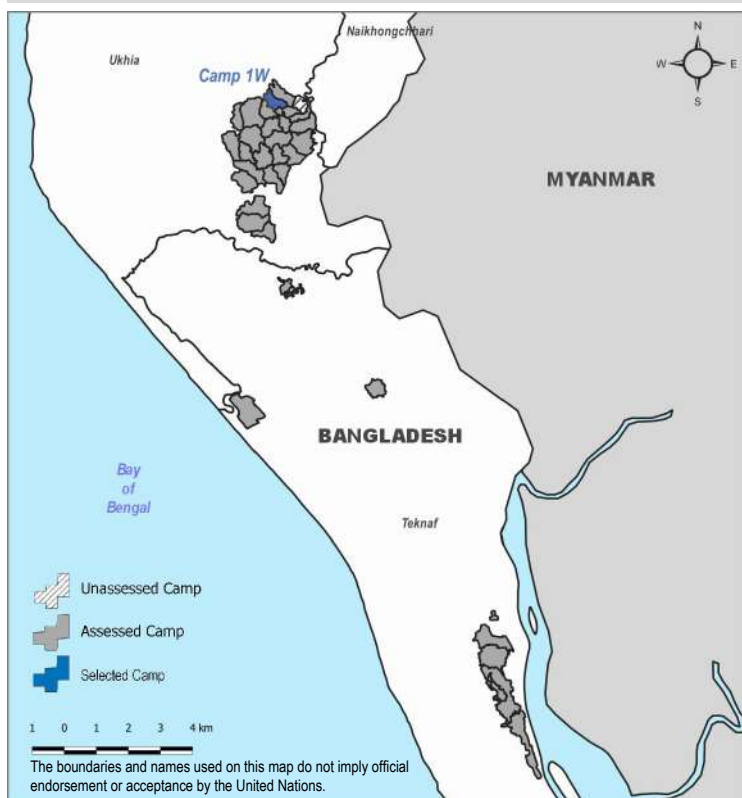 Naikhongchhari
Ukhia
N
W E
S
Camp 1W
MYANMAR
BANGLADESH
Bay
of
Bengal
Teknaf
Unassessed Camp
Assessed Camp
Selected Camp
1 0 1 2 3 4 km
The boundaries and names used on this map do not imply official
endorsement or acceptance by the United Nations.